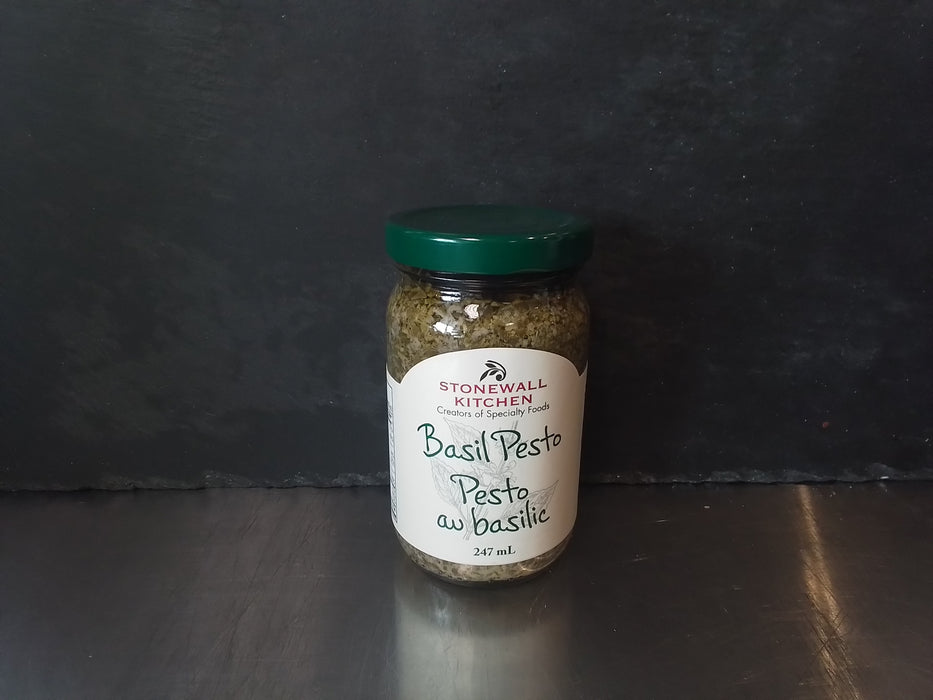 STONEWALL
KITCHEN
Creators of Specialty Foods
Basil Pesto
Pesto
au basilic
247 mL